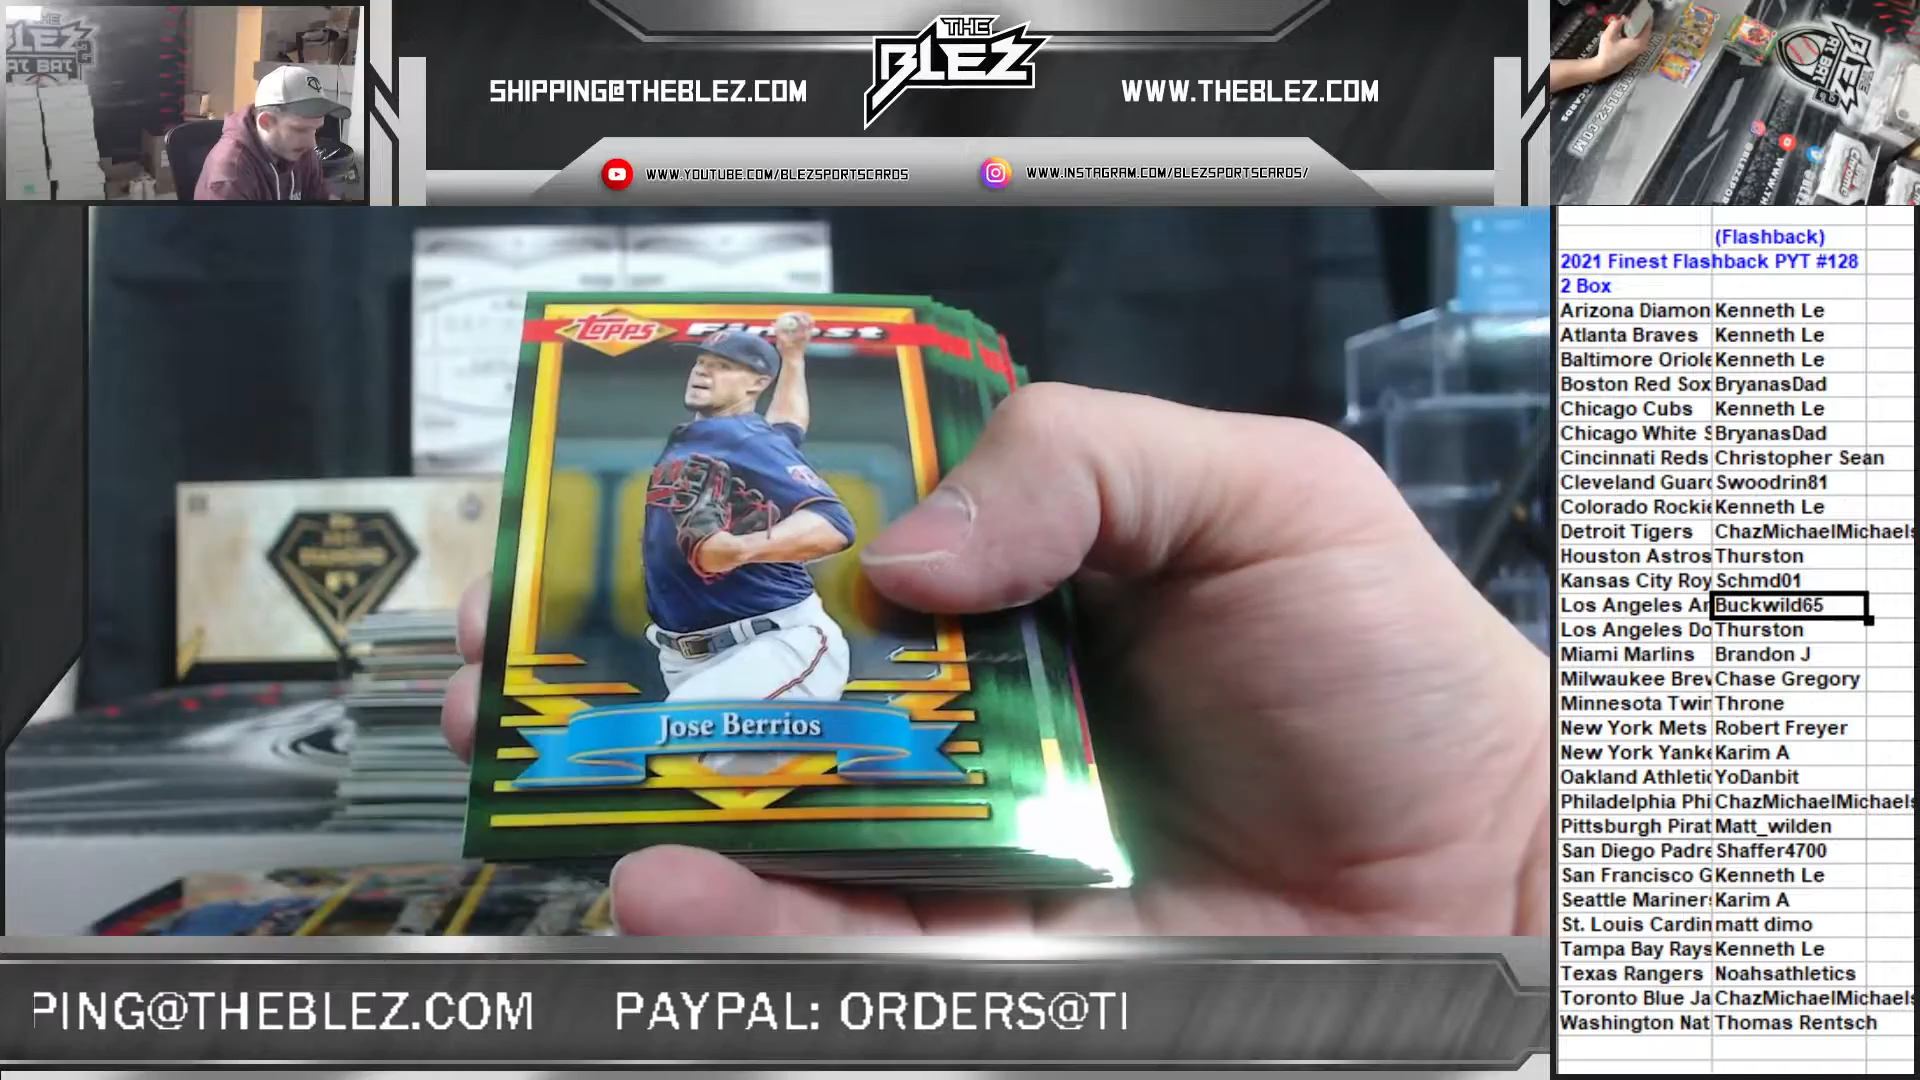 THE
BLEZ
SHIPPING@THEBLEZ.COM
WWW.THEBLEZ.COM
WWW.YOUTUBE.COM/BLEZSPORTSCARDS
WWW.INSTAGRAM.COM/BLEZSPORTSCARDS/
TOPPS
Finest
Jose Berrios
(Flashback)
2021 Finest Flashback PYT #128
2 Box
Arizona Diamon Kenneth Le
Atlanta Braves Kenneth Le
Baltimore Oriole Kenneth Le
Boston Red Sox BryanasDad
Chicago Cubs Kenneth Le
Chicago White S BryanasDad
Cincinnati Reds Christopher Sean
Cleveland Guard Swoodrin81
Colorado Rockie Kenneth Le
Detroit Tigers ChazMichaelMichaels
Houston Astros Thurston
Kansas City Roy Schmd01
Los Angeles An Buckwild65
Los Angeles Do Thurston
Miami Marlins Brandon J
Milwaukee Brew Chase Gregory
Minnesota Twin Throne
New York Mets Robert Freyer
New York Yanke Karim A
Oakland Athletic YoDanbit
Philadelphia Phi ChazMichaelMichaels
Pittsburgh Pirat Matt_wilden
San Diego Padre Shaffer4700
San Francisco G Kenneth Le
Seattle Mariners Karim A
St. Louis Cardin matt dimo
Tampa Bay Rays Kenneth Le
Texas Rangers Noahsathletics
Toronto Blue Ja ChazMichaelMichaels
Washington Nat Thomas Rentsch
PING@THEBLEZ.COM PAYPAL: ORDERS@TI